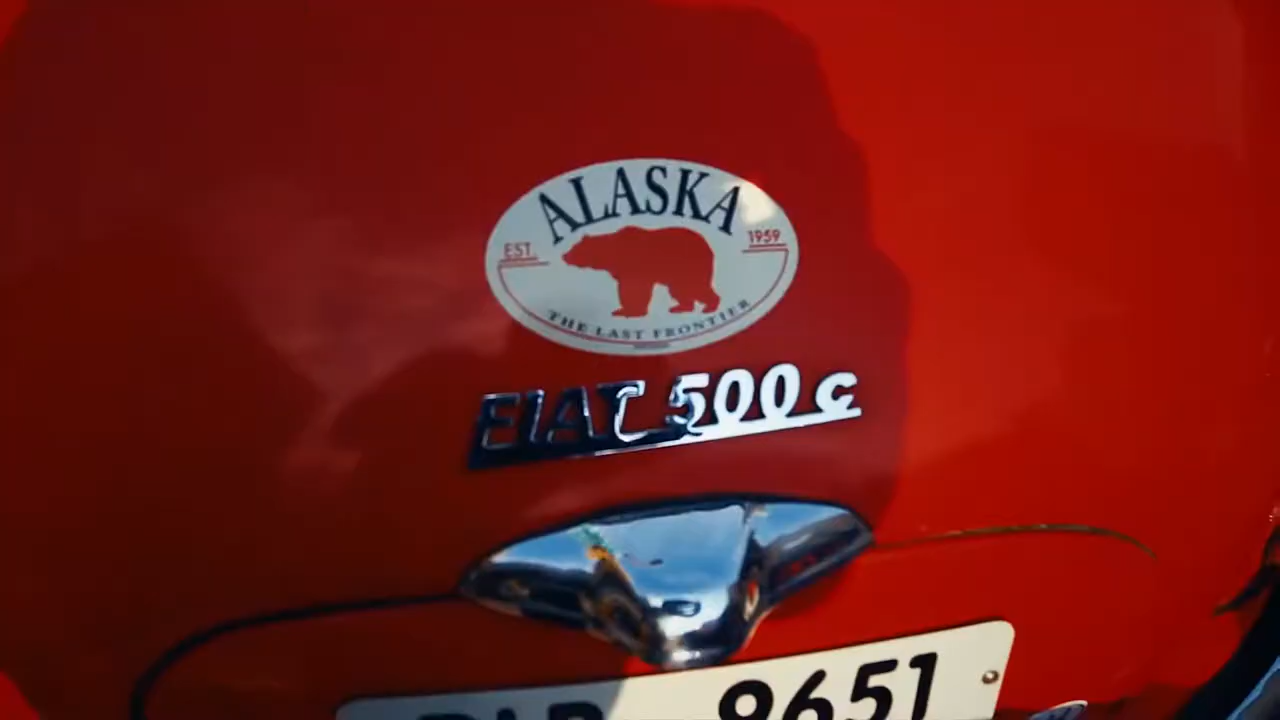 ALASKA
EST. 1959
THE LAST FRONTIER
FIAT 500 C
9651